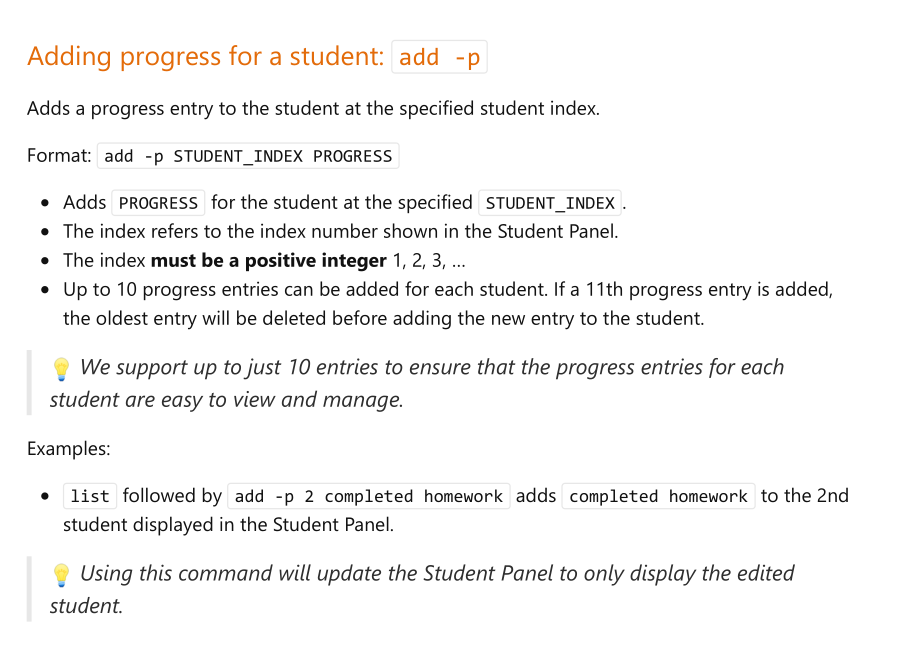 Adding progress for a student: add -p
Adds a progress entry to the student at the specified student index.
Format: add -p STUDENT_INDEX PROGRESS
• Adds PROGRESS for the student at the specified STUDENT_INDEX.
• The index refers to the index number shown in the Student Panel.
• The index must be a positive integer 1, 2, 3, …
• Up to 10 progress entries can be added for each student. If a 11th progress entry is added,
the oldest entry will be deleted before adding the new entry to the student.
💡 We support up to just 10 entries to ensure that the progress entries for each
student are easy to view and manage.
Examples:
• list followed by add -p 2 completed homework adds completed homework to the 2nd
student displayed in the Student Panel.
💡 Using this command will update the Student Panel to only display the edited
student.